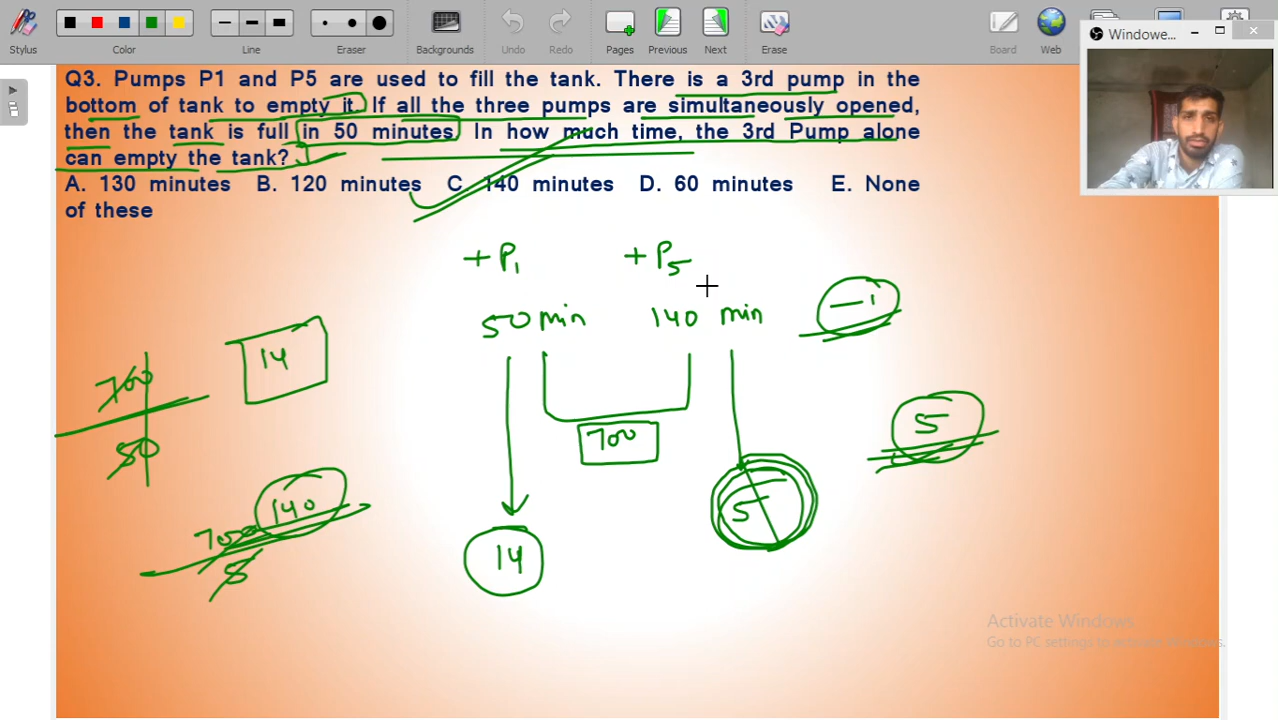 Stylus
Color
Line
Eraser
Backgrounds
Undo
Redo
Pages
Previous
Next
Erase
Board
Web
Windowe...
Q3. Pumps P1 and P5 are used to fill the tank. There is a 3rd pump in the
bottom of tank to empty it. If all the three pumps are simultaneously opened,
then the tank is full in 50 minutes. In how much time, the 3rd Pump alone
can empty the tank?
A. 130 minutes B. 120 minutes C. 140 minutes D. 60 minutes E. None
of these
+P1 +P5
50 min 140 min -1
14
700
50
700
5
140
700
5
14
5
Activate Windows
Go to PC settings to activate Windows.